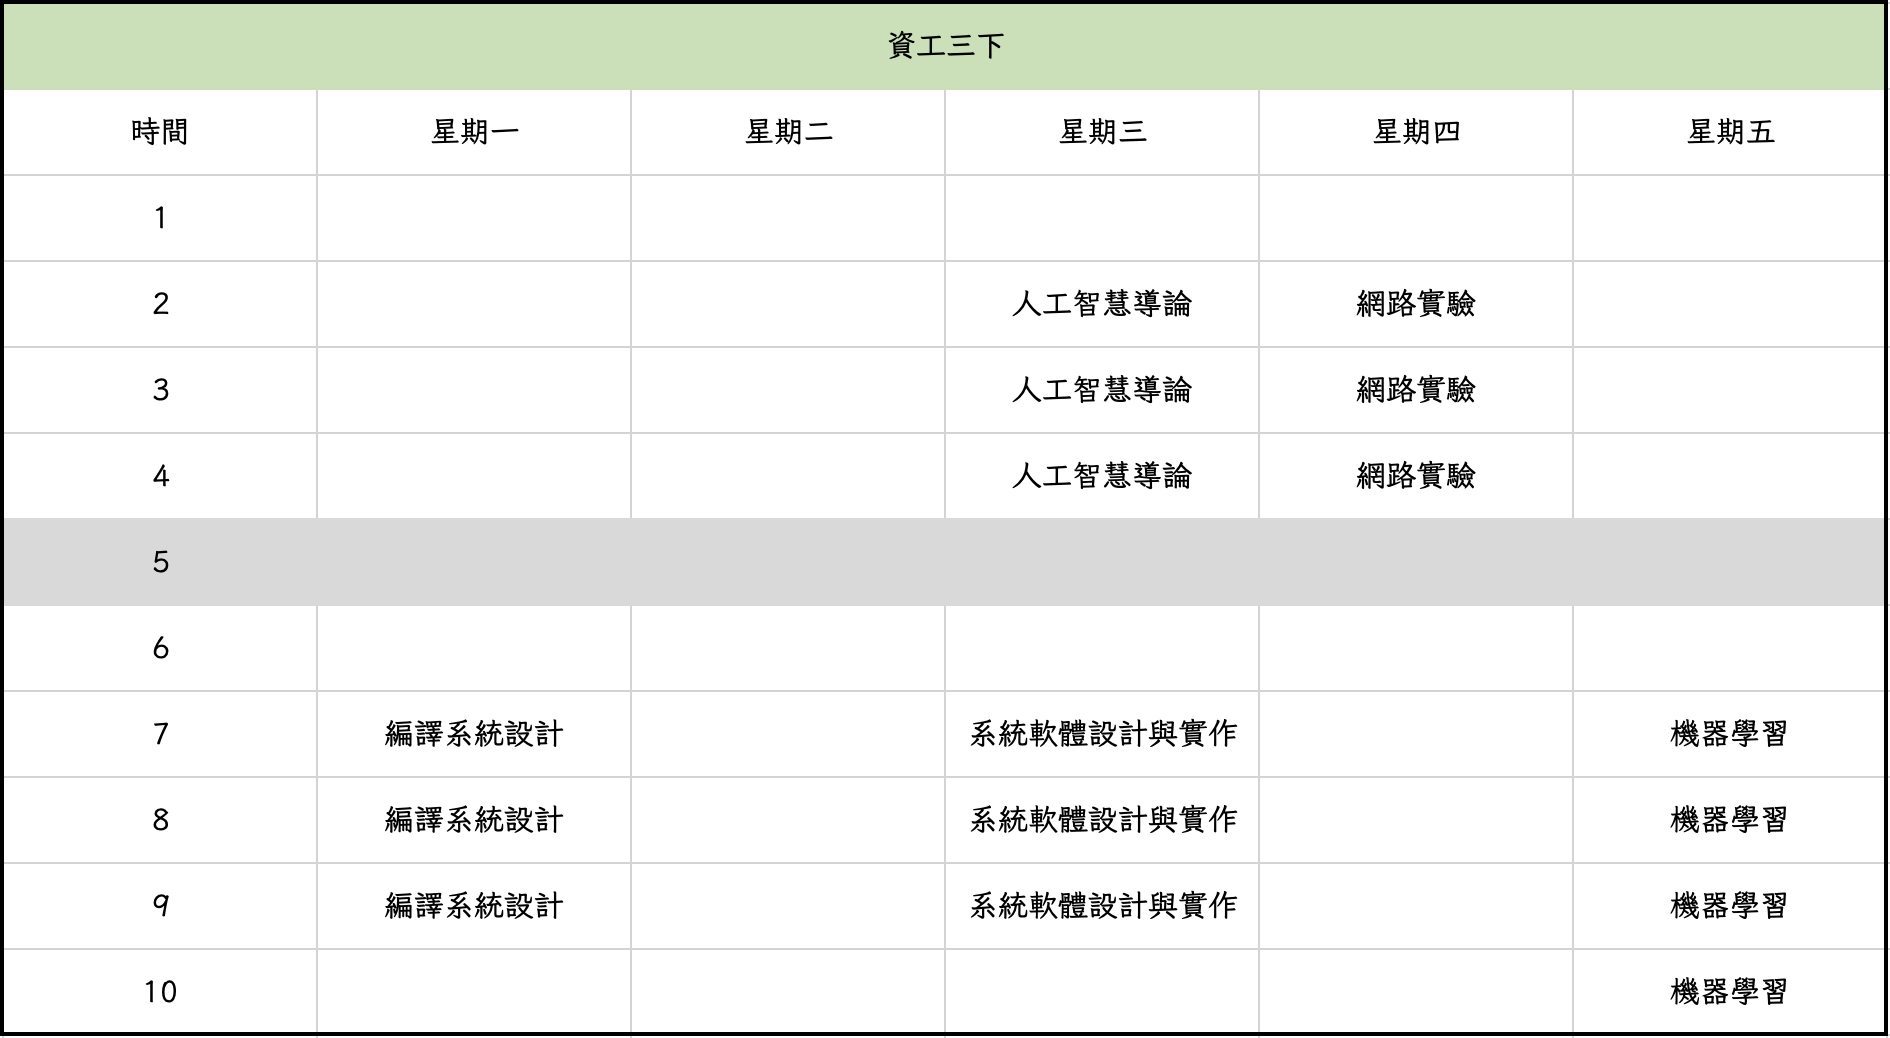 資工三下
時間 星期一 星期二 星期三 星期四 星期五
1
2 人工智慧導論 網路實驗
3 人工智慧導論 網路實驗
4 人工智慧導論 網路實驗
5
6
7 編譯系統設計 系統軟體設計與實作 機器學習
8 編譯系統設計 系統軟體設計與實作 機器學習
9 編譯系統設計 系統軟體設計與實作 機器學習
10 機器學習